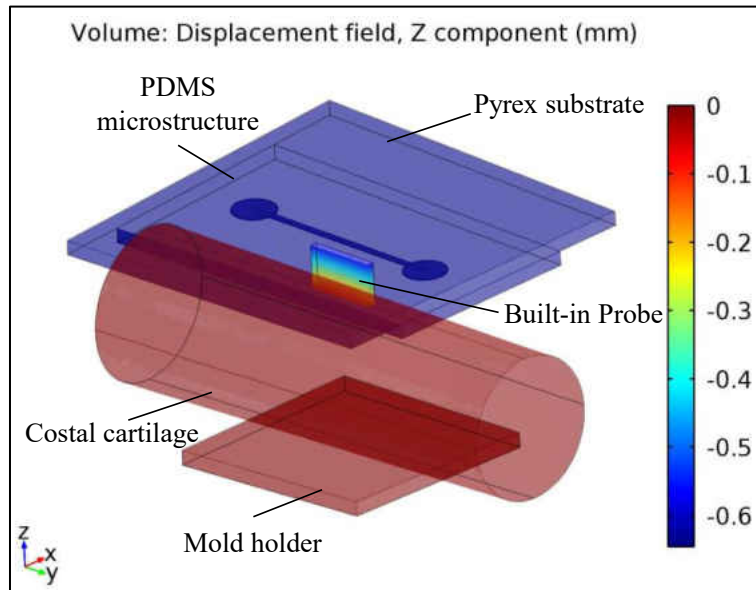 Volume: Displacement field, Z component (mm)
PDMS
microstructure
Pyrex substrate
Built-in Probe
Costal cartilage
Mold holder
0
-0.1
-0.2
-0.3
-0.4
-0.5
-0.6
z
x
y